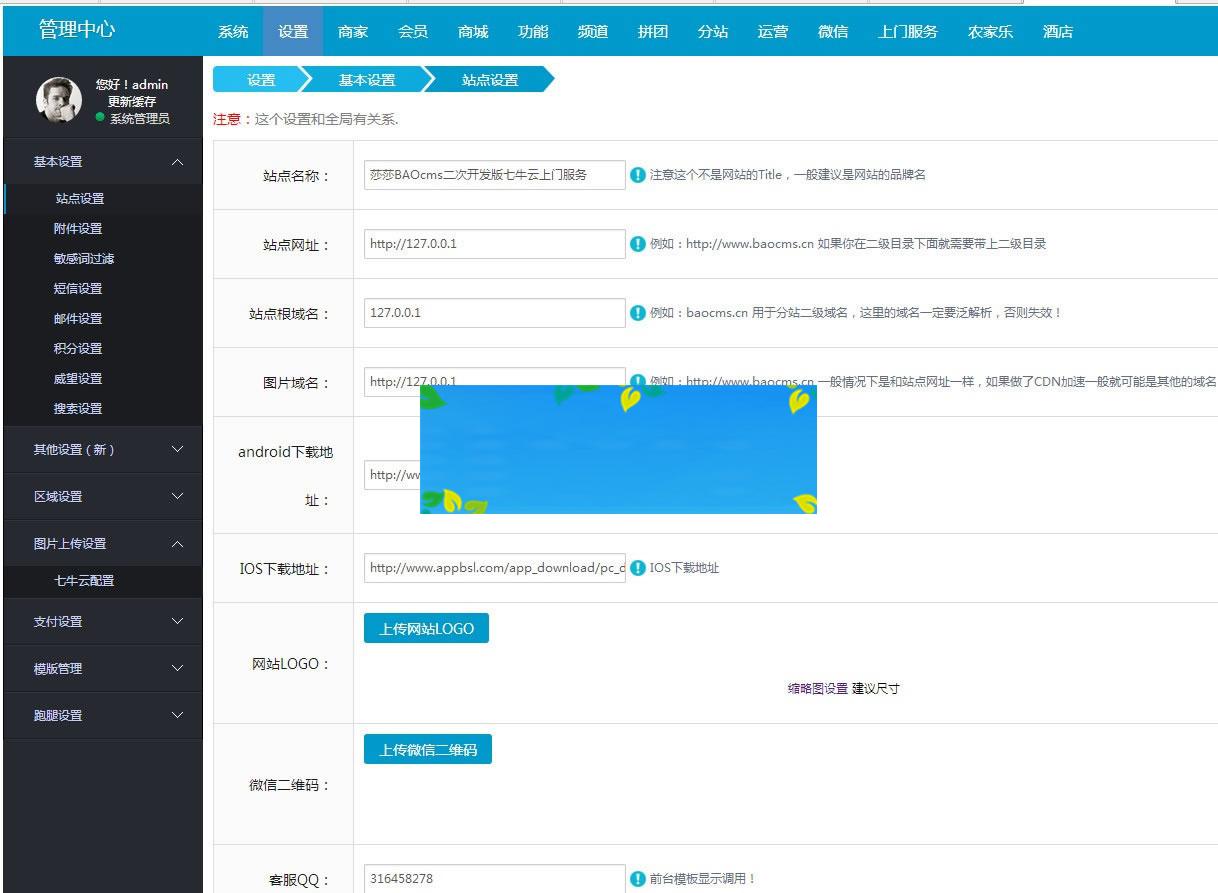 管理中心
系统 设置 商家 会员 商城 功能 频道 拼团 分站 运营 微信 上门服务 农家乐 酒店
您好！admin
更新缓存
系统管理员
基本设置
站点设置
附件设置
敏感词过滤
短信设置
邮件设置
积分设置
威望设置
搜索设置
其他设置（新）
区域设置
图片上传设置
七牛云配置
支付设置
模版管理
跑腿设置
设置 基本设置 站点设置
注意：这个设置和全局有关系.
站点名称： 莎莎BAOcms二次开发版七牛云上门服务 注意这个不是网站的Title，一般建议是网站的品牌名
站点网址： http://127.0.0.1 例如：http://www.baocms.cn 如果你在二级目录下面就需要带上二级目录
站点根域名： 127.0.0.1 例如：baocms.cn 用于分站二级域名，这里的域名一定要泛解析，否则失效！
图片域名： http://127.0.0.1 例如：http://www.baocms.cn 一般情况下是和站点网址一样，如果做了CDN加速一般就可能是其他的域名
android下载地
址： http://ww
IOS下载地址： http://www.appbsl.com/app_download/pc_d IOS下载地址
网站LOGO： 上传网站LOGO
缩略图设置 建议尺寸
微信二维码： 上传微信二维码
客服QQ： 316458278 前台模板显示调用！